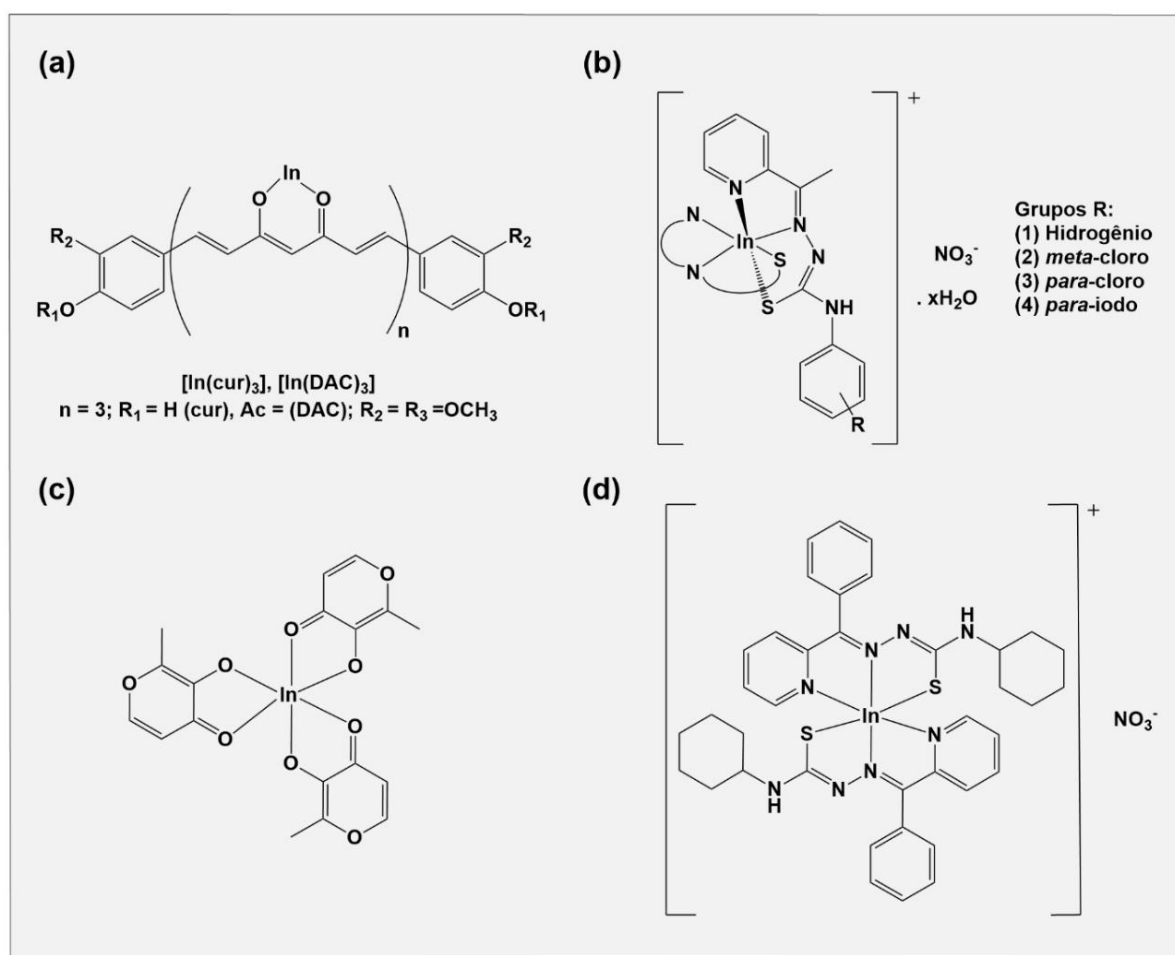 (a)
In
O
O
R2
R2
R1O
OR1
n
[In(cur)3], [In(DAC)3]
n = 3; R1 = H (cur), Ac = (DAC); R2 = R3 =OCH3
(b)
+
N
N
N
In
N
N
S
S
NH
R
NO3-
. xH2O
Grupos R:
(1) Hidrogênio
(2) meta-cloro
(3) para-cloro
(4) para-iodo
(c)
O
O
O
O
O
In
O
O
O
O
(d)
+
H
N
N
N
N
S
In
S
N
N
N
N
H
NO3-